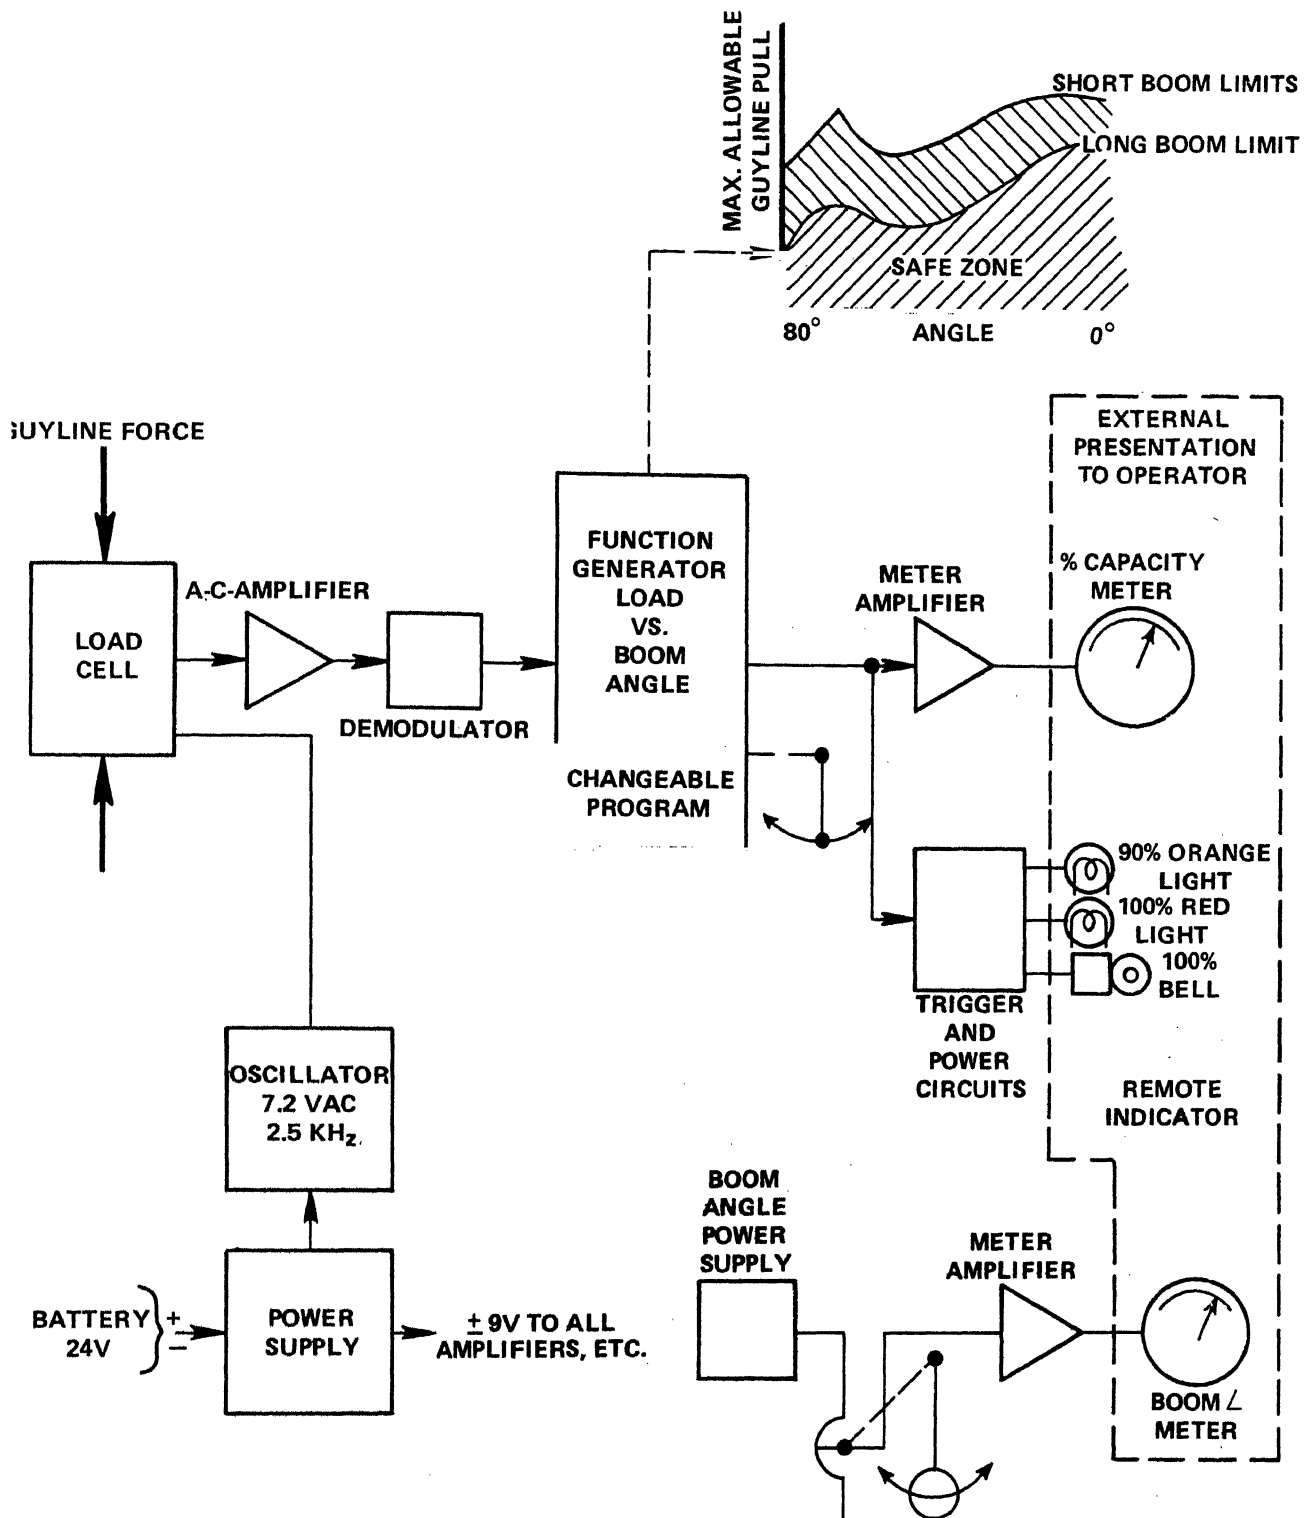 MAX. ALLOWABLE
GUYLINE PULL
SHORT BOOM LIMITS
LONG BOOM LIMIT
SAFE ZONE
80° ANGLE 0°
GUYLINE FORCE
LOAD
CELL
A-C-AMPLIFIER
DEMODULATOR
FUNCTION
GENERATOR
LOAD
VS.
BOOM
ANGLE
CHANGEABLE
PROGRAM
METER
AMPLIFIER
EXTERNAL
PRESENTATION
TO OPERATOR
% CAPACITY
METER
90% ORANGE
LIGHT
100% RED
LIGHT
100%
BELL
TRIGGER
AND
POWER
CIRCUITS
REMOTE
INDICATOR
OSCILLATOR
7.2 VAC
2.5 KHz
BATTERY
24V
+
−
POWER
SUPPLY
± 9V TO ALL
AMPLIFIERS, ETC.
BOOM
ANGLE
POWER
SUPPLY
METER
AMPLIFIER
BOOM ∠
METER